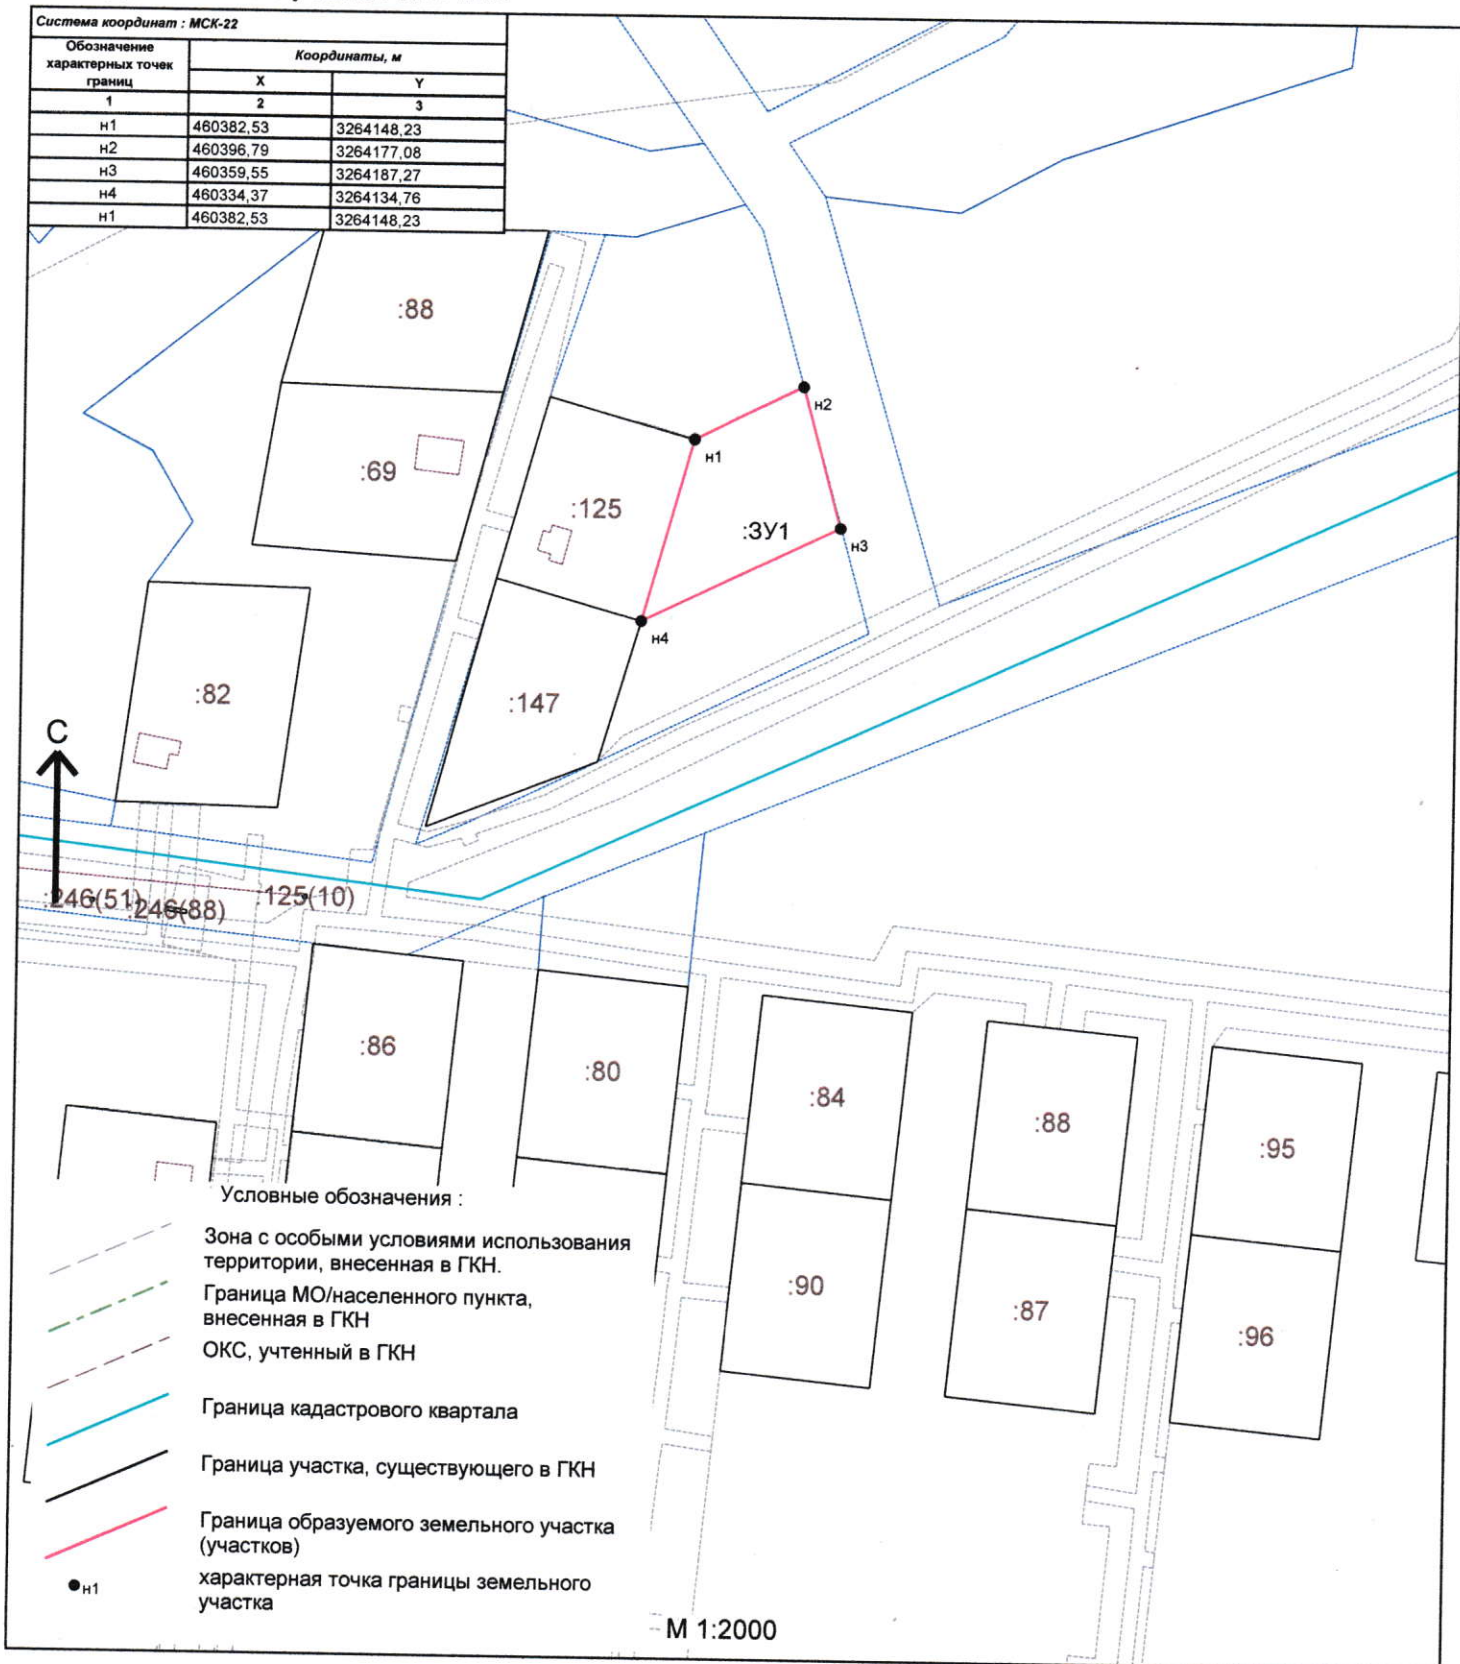 Система координат : МСК-22
Обозначение характерных точек границ
Координаты, м
X
Y
1
2
3
н1
460382,53
3264148,23
н2
460396,79
3264177,08
н3
460359,55
3264187,27
н4
460334,37
3264134,76
н1
460382,53
3264148,23
:88
н2
н1
:69
:125
:ЗУ1
н3
н4
:82
:147
С
:246(51)
:246(88)
:125(10)
:86
:80
:84
:88
:95
:90
:87
:96
Условные обозначения :
Зона с особыми условиями использования
территории, внесенная в ГКН.
Граница МО/населенного пункта,
внесенная в ГКН
ОКС, учтенный в ГКН
Граница кадастрового квартала
Граница участка, существующего в ГКН
Граница образуемого земельного участка
(участков)
н1
характерная точка границы земельного
участка
М 1:2000